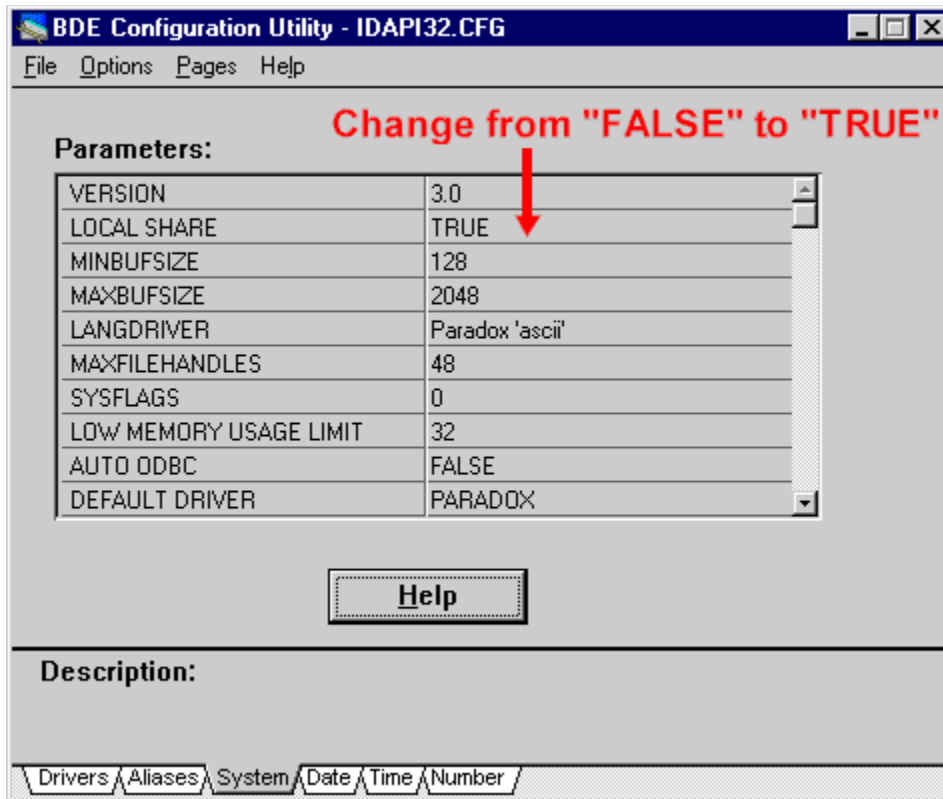 BDE Configuration Utility - IDAPI32.CFG
File Options Pages Help
Change from "FALSE" to "TRUE"
Parameters:
VERSION 3.0
LOCAL SHARE TRUE
MINBUFSIZE 128
MAXBUFSIZE 2048
LANGDRIVER Paradox 'ascii'
MAXFILEHANDLES 48
SYSFLAGS 0
LOW MEMORY USAGE LIMIT 32
AUTO ODBC FALSE
DEFAULT DRIVER PARADOX
Help
Description:
Drivers Aliases System Date Time Number